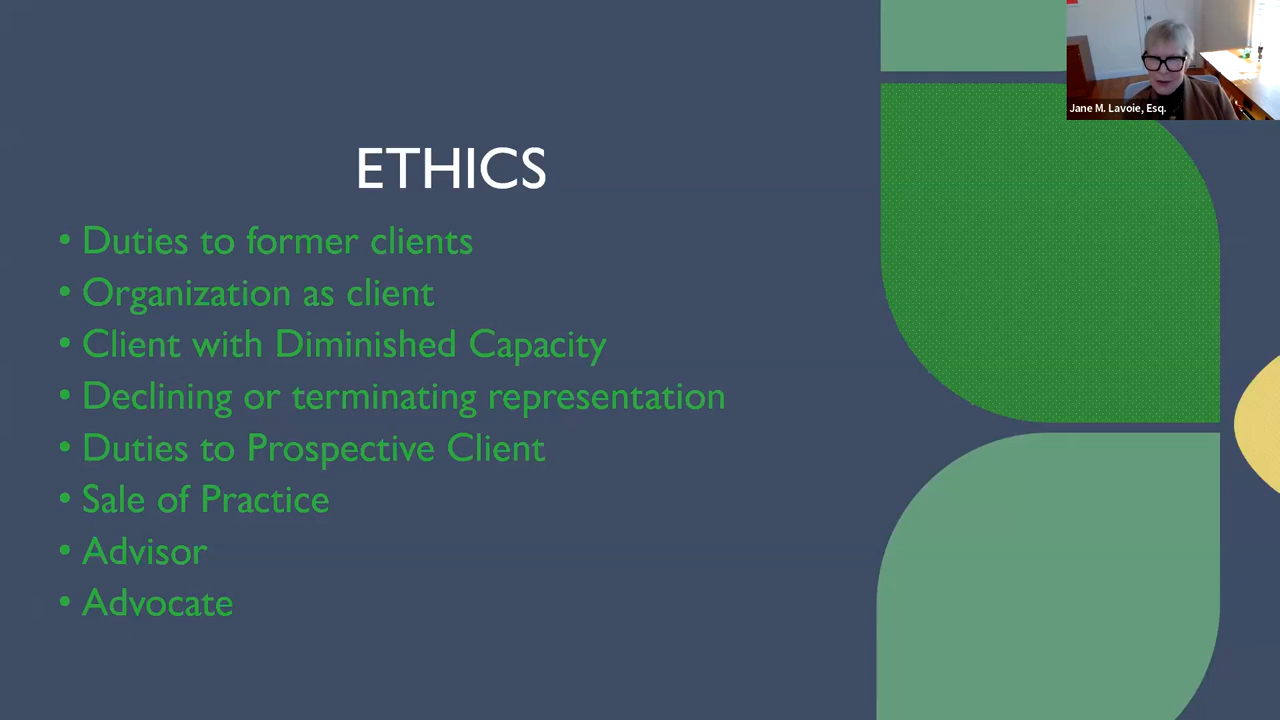 Jane M. Lavoie, Esq.
ETHICS
• Duties to former clients
• Organization as client
• Client with Diminished Capacity
• Declining or terminating representation
• Duties to Prospective Client
• Sale of Practice
• Advisor
• Advocate